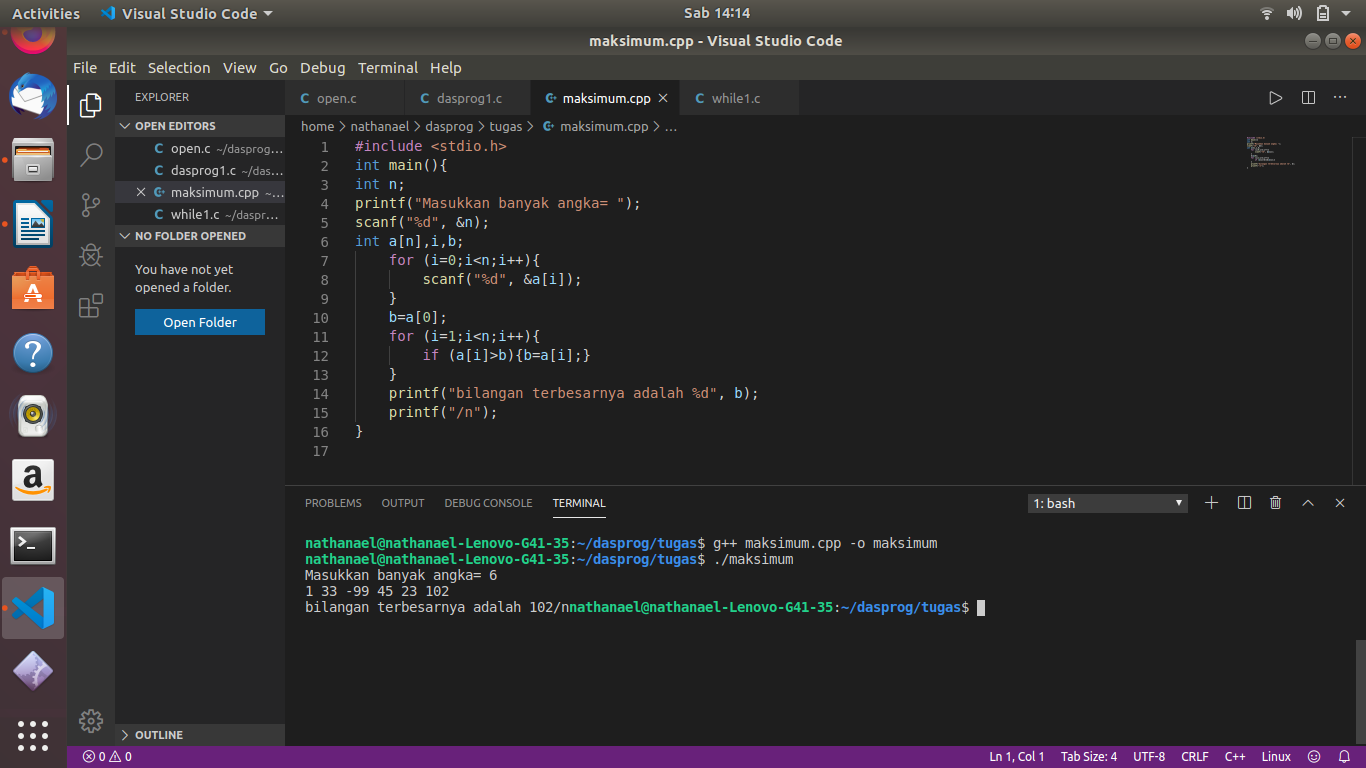 Activities Visual Studio Code Sab 14:14
maksimum.cpp - Visual Studio Code
File Edit Selection View Go Debug Terminal Help
EXPLORER
OPEN EDITORS
open.c ~/dasprog...
dasprog1.c ~/das...
maksimum.cpp ~...
while1.c ~/daspr...
NO FOLDER OPENED
You have not yet
opened a folder.
Open Folder
OUTLINE
open.c dasprog1.c maksimum.cpp while1.c
home > nathanael > dasprog > tugas > maksimum.cpp > ...
1 #include <stdio.h>
2 int main(){
3 int n;
4 printf("Masukkan banyak angka= ");
5 scanf("%d", &n);
6 int a[n],i,b;
7 for (i=0;i<n;i++){
8 scanf("%d", &a[i]);
9 }
10 b=a[0];
11 for (i=1;i<n;i++){
12 if (a[i]>b){b=a[i];}
13 }
14 printf("bilangan terbesarnya adalah %d", b);
15 printf("/n");
16 }
17
PROBLEMS OUTPUT DEBUG CONSOLE TERMINAL 1: bash
nathanael@nathanael-Lenovo-G41-35:~/dasprog/tugas$ g++ maksimum.cpp -o maksimum
nathanael@nathanael-Lenovo-G41-35:~/dasprog/tugas$ ./maksimum
Masukkan banyak angka= 6
1 33 -99 45 23 102
bilangan terbesarnya adalah 102/nnathanael@nathanael-Lenovo-G41-35:~/dasprog/tugas$
0 0 Ln 1, Col 1 Tab Size: 4 UTF-8 CRLF C++ Linux